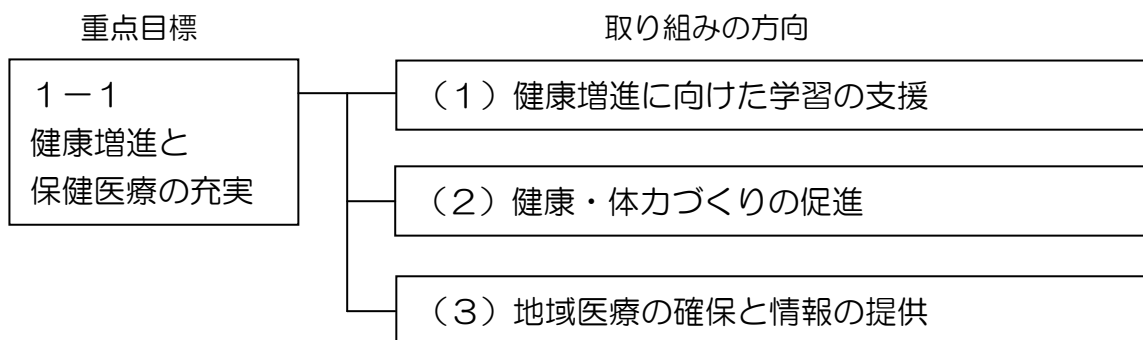 重点目標
取り組みの方向
１－１
健康増進と
保健医療の充実
（１）健康増進に向けた学習の支援
（２）健康・体力づくりの促進
（３）地域医療の確保と情報の提供